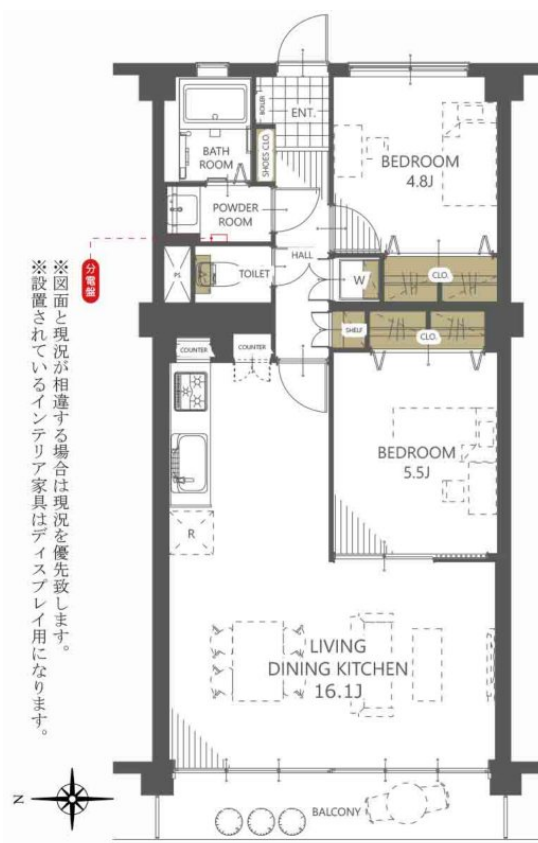 ENT.
BOILER
SHOES CLO.
BATH
ROOM
BEDROOM
4.8J
POWDER
ROOM
HALL
分電盤
PS
TOILET
W
CLO.
SHELF
CLO.
COUNTER
COUNTER
BEDROOM
5.5J
R
LIVING
DINING KITCHEN
16.1J
BALCONY
N
※図面と現況が相違する場合は現況を優先致します。
※設置されているインテリア家具はディスプレイ用になります。